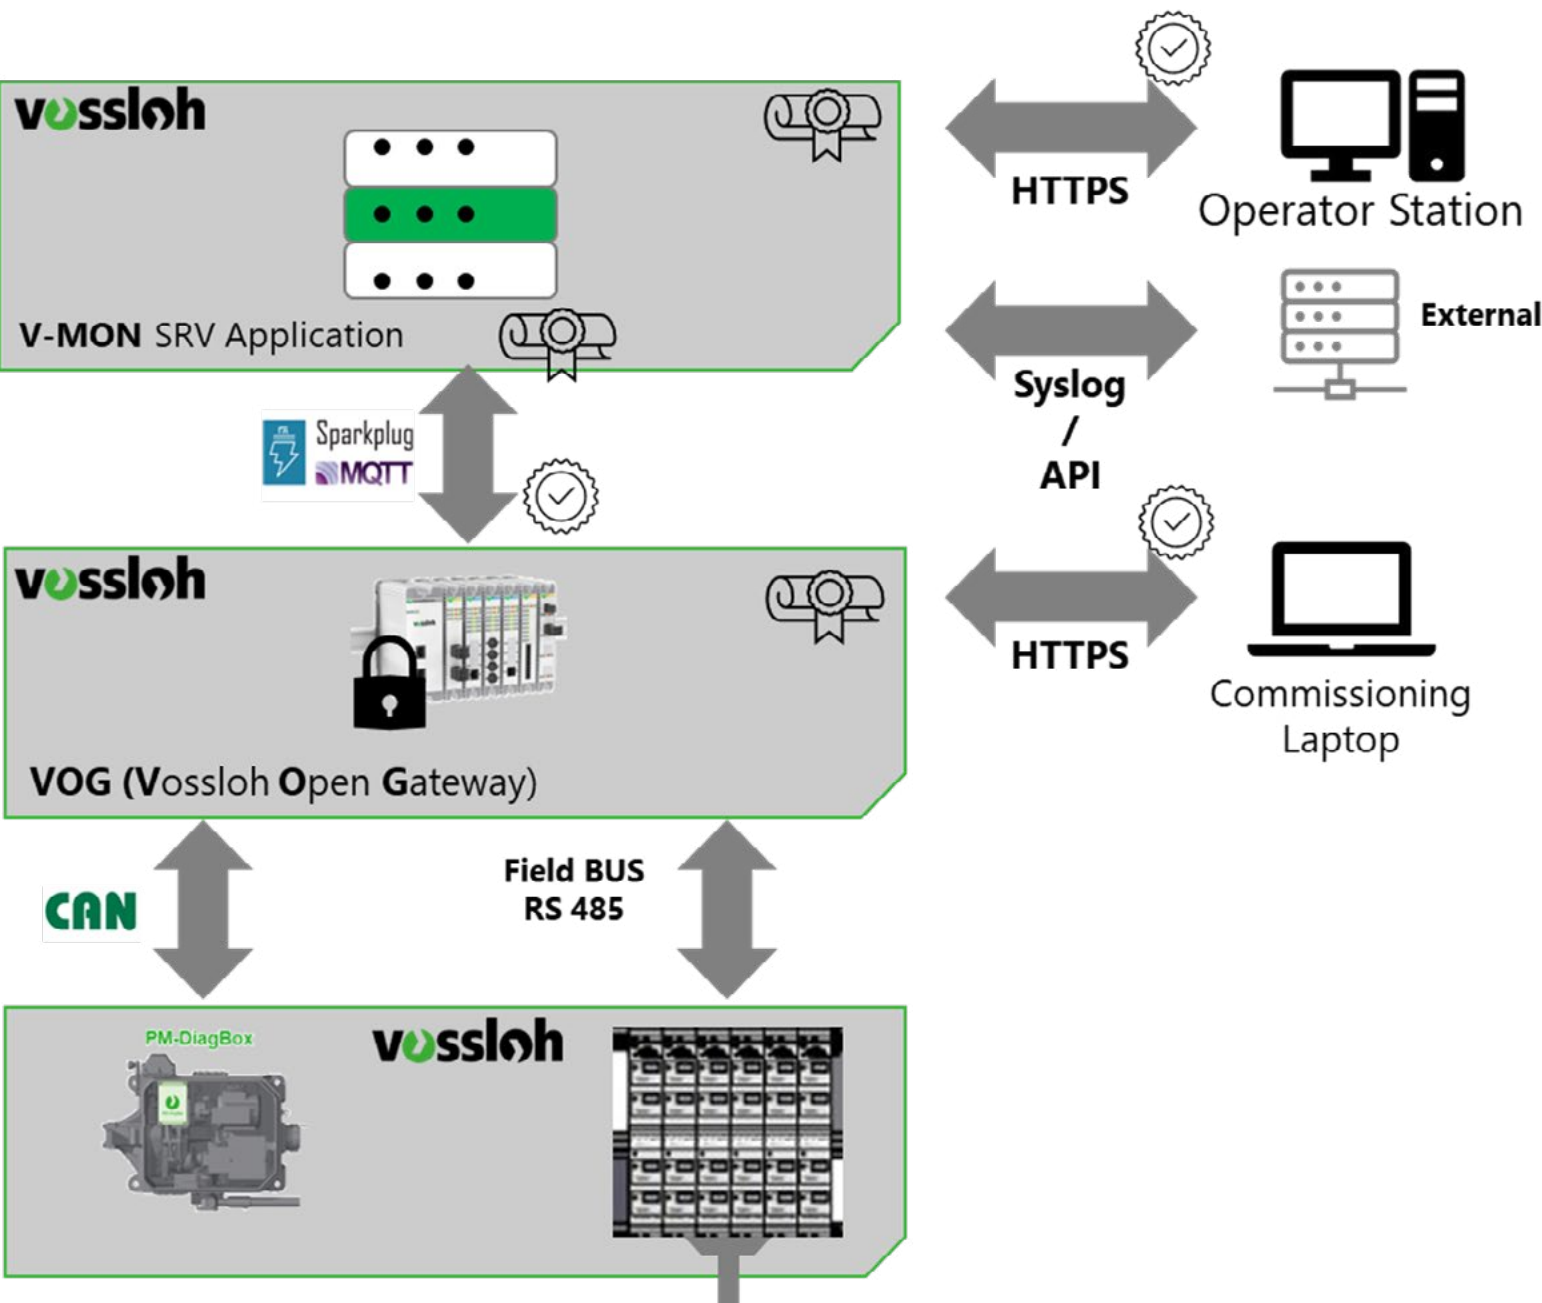 vossloh
HTTPS
Operator Station
V-MON SRV Application
External
Syslog
/
API
Sparkplug
MQTT
vossloh
HTTPS
Commissioning
Laptop
VOG (Vossloh Open Gateway)
CAN
Field BUS
RS 485
PM-DiagBox
vossloh